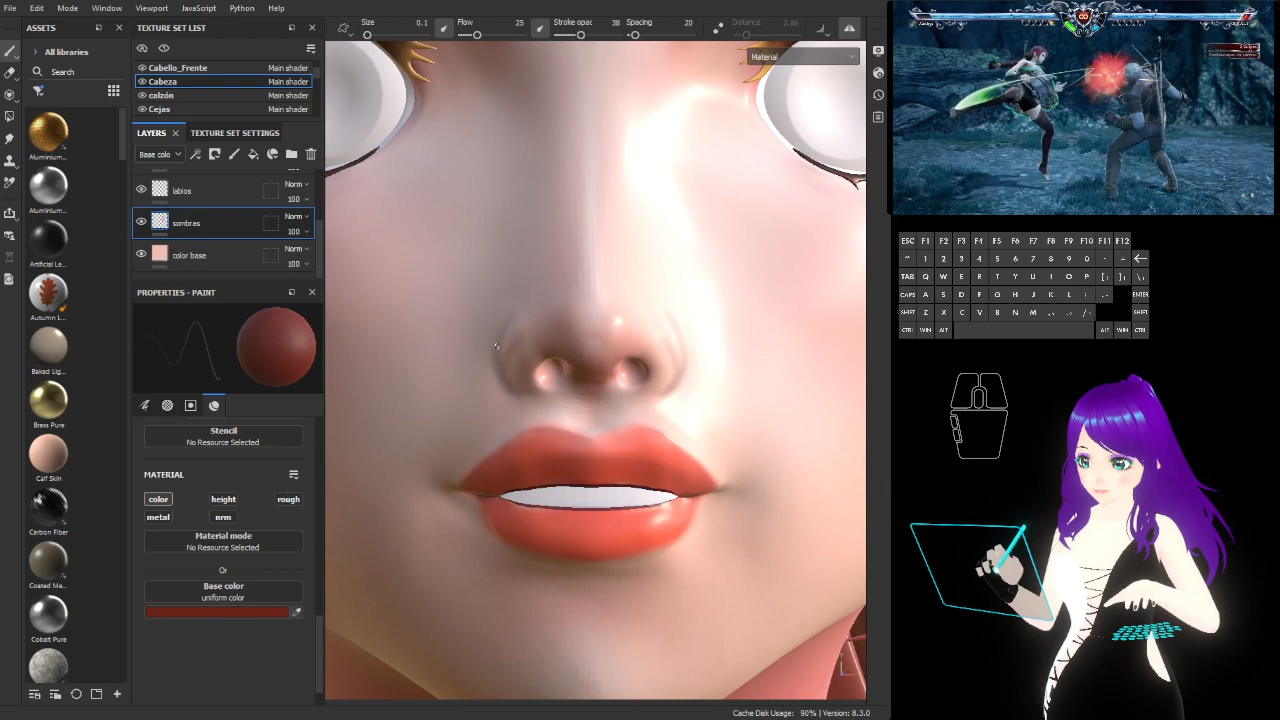 File Edit Mode Window Viewport JavaScript Python Help
ASSETS
All libraries
Search
Aluminium...
Aluminium...
Artificial Le...
Autumn L...
Baked Lig...
Brass Pure
Calf Skin
Carbon Fiber
Coated Me...
Cobalt Pure
TEXTURE SET LIST
Cabello_Frente Main shader
Cabeza Main shader
calzón Main shader
Cejas Main shader
LAYERS TEXTURE SET SETTINGS
Base colo
labios Norm 100
sombras Norm 100
color base Norm 100
PROPERTIES - PAINT
Stencil
No Resource Selected
MATERIAL
color height rough
metal nrm
Material mode
No Resource Selected
Or
Base color
uniform color
Size 0.1 Flow 25 Stroke opac 38 Spacing 20 Distance 2.86
Material
Cache Disk Usage: 90% | Version: 8.3.0
ESC F1 F2 F3 F4 F5 F6 F7 F8 F9 F10 F11 F12
~ 1 2 3 4 5 6 7 8 9 0 - =
TAB Q W E R T Y U I O P [ ] \
CAPS A S D F G H J K L ; ENTER
SHIFT Z X C V B N M / SHIFT
CTRL WIN ALT ALT WIN CTRL